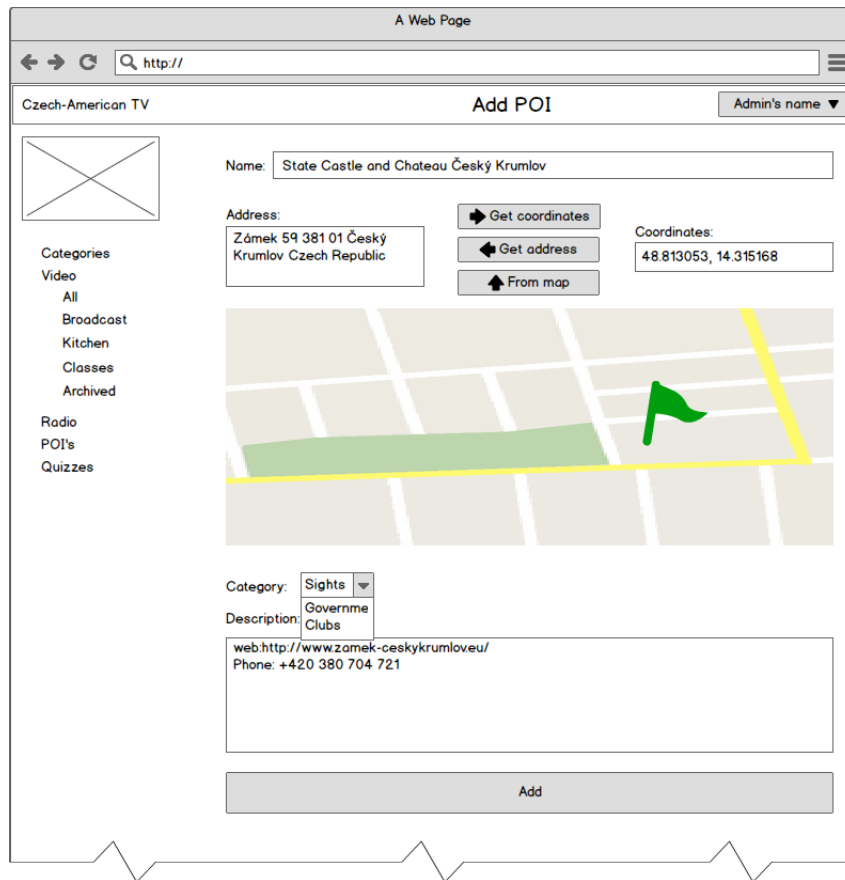 A Web Page
http://
Czech-American TV
Add POI
Admin's name
Name:
State Castle and Chateau Český Krumlov
Address:
Zámek 59 381 01 Český
Krumlov Czech Republic
Get coordinates
Get address
From map
Coordinates:
48.813053, 14.315168
Categories
Video
All
Broadcast
Kitchen
Classes
Archived
Radio
POI's
Quizzes
Category:
Sights
Governme
Clubs
Description:
web:http://www.zamek-ceskykrumlov.eu/
Phone: +420 380 704 721
Add